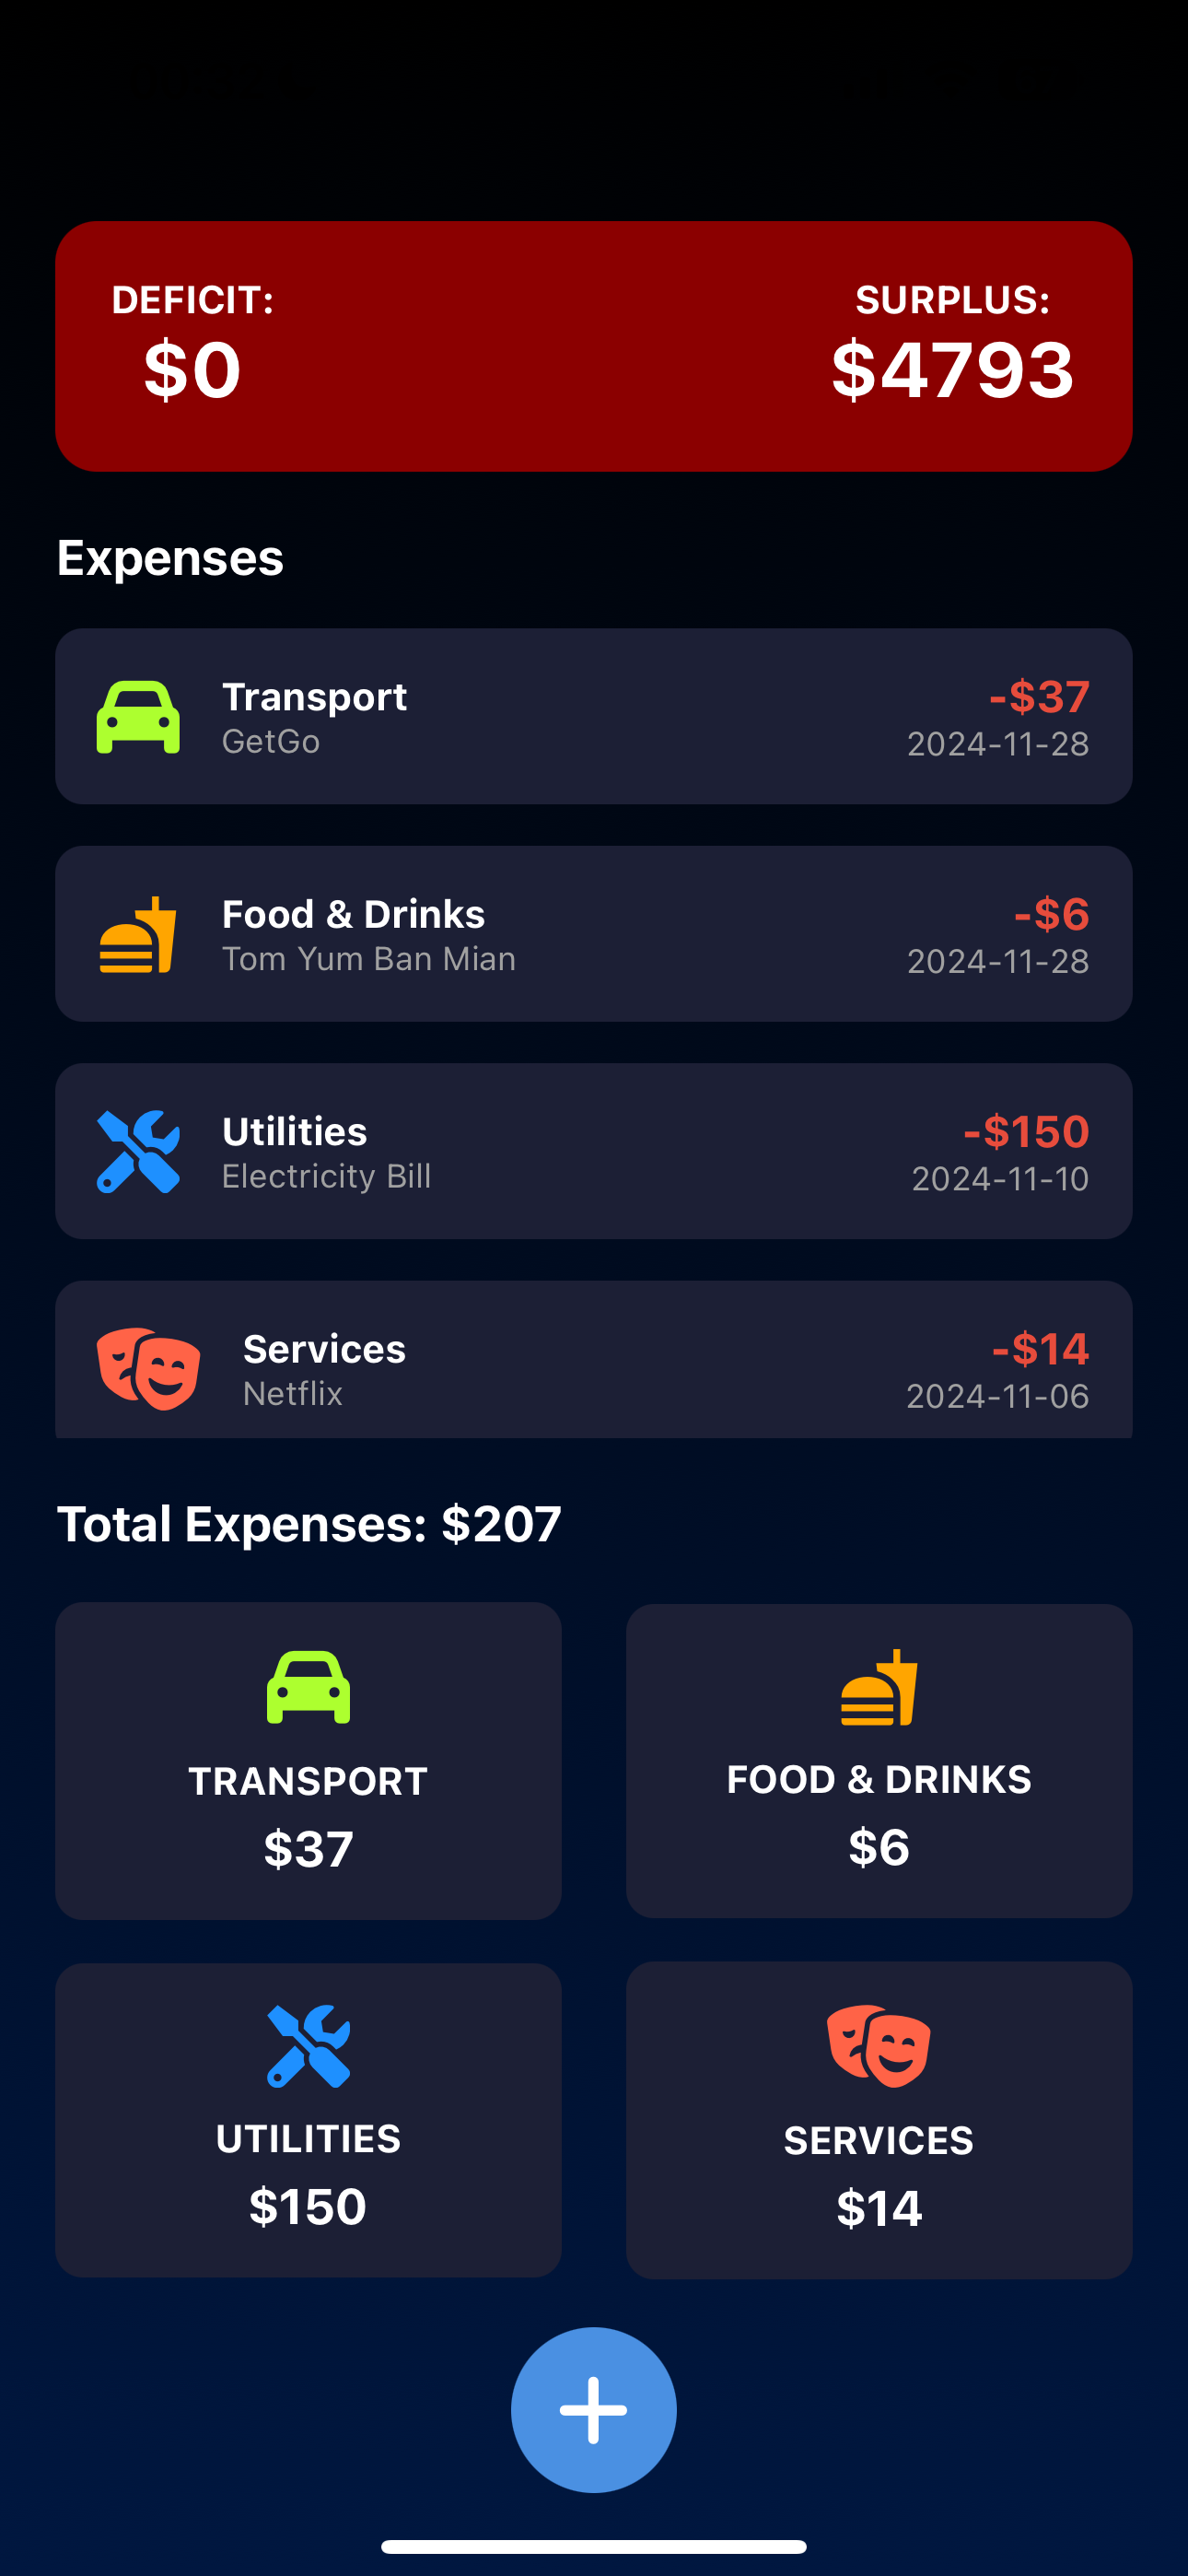 DEFICIT:
$0
SURPLUS:
$4793
Expenses
Transport
GetGo
-$37
2024-11-28
Food & Drinks
Tom Yum Ban Mian
-$6
2024-11-28
Utilities
Electricity Bill
-$150
2024-11-10
Services
Netflix
-$14
2024-11-06
Total Expenses: $207
TRANSPORT
$37
FOOD & DRINKS
$6
UTILITIES
$150
SERVICES
$14